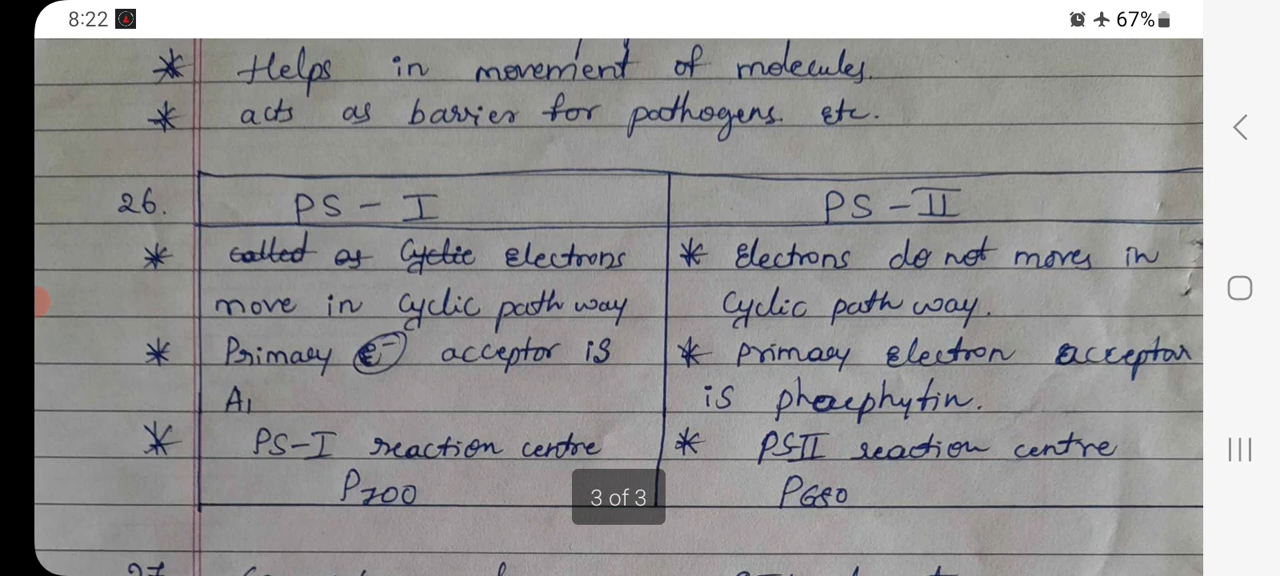 8:22
67%
* Helps in movement of molecules.
* acts as barrier for pathogens. etc.
26. PS - I
* called as Cyclic Electrons
move in Cyclic path way
* Primary e⁻ acceptor is
A1
* PS-I reaction centre
P700
PS - II
* Electrons do not moves in
Cyclic path way.
* primary electron acceptor
is phaephytin.
* PSII reaction centre
P680
3 of 3
27.